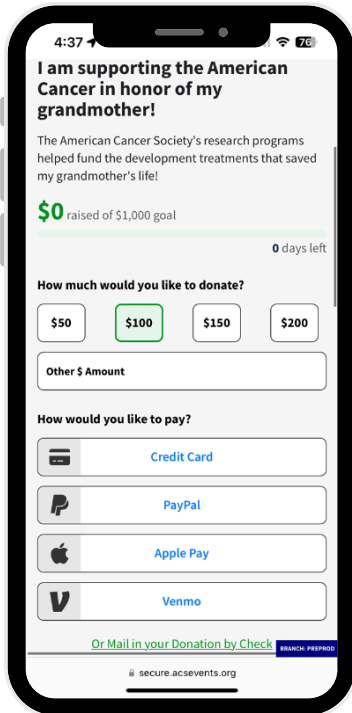 4:37
76
I am supporting the American
Cancer in honor of my
grandmother!
The American Cancer Society's research programs
helped fund the development treatments that saved
my grandmother's life!
$0 raised of $1,000 goal
0 days left
How much would you like to donate?
$50 $100 $150 $200
Other $ Amount
How would you like to pay?
Credit Card
PayPal
Apple Pay
Venmo
Or Mail in your Donation by Check
BRANCH: PREPROD
secure.acsevents.org